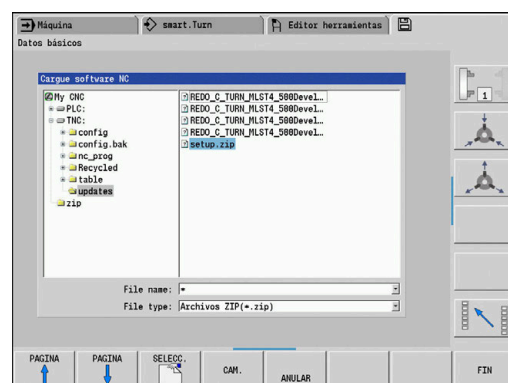 Máquina
smart.Turn
Editor herramientas
Datos básicos
Cargue software NC
My CNC
PLC:
TNC:
config
config.bak
nc_prog
Recycled
table
updates
zip
REDO_C_TURN_MLST4_500Devel…
REDO_C_TURN_MLST4_500Devel…
REDO_C_TURN_MLST4_500Devel…
REDO_C_TURN_MLST4_500Devel…
setup.zip
1
File name: *
File type: Archivos ZIP(*.zip)
PAGINA
PAGINA
SELECC.
CAM.
ANULAR
FIN